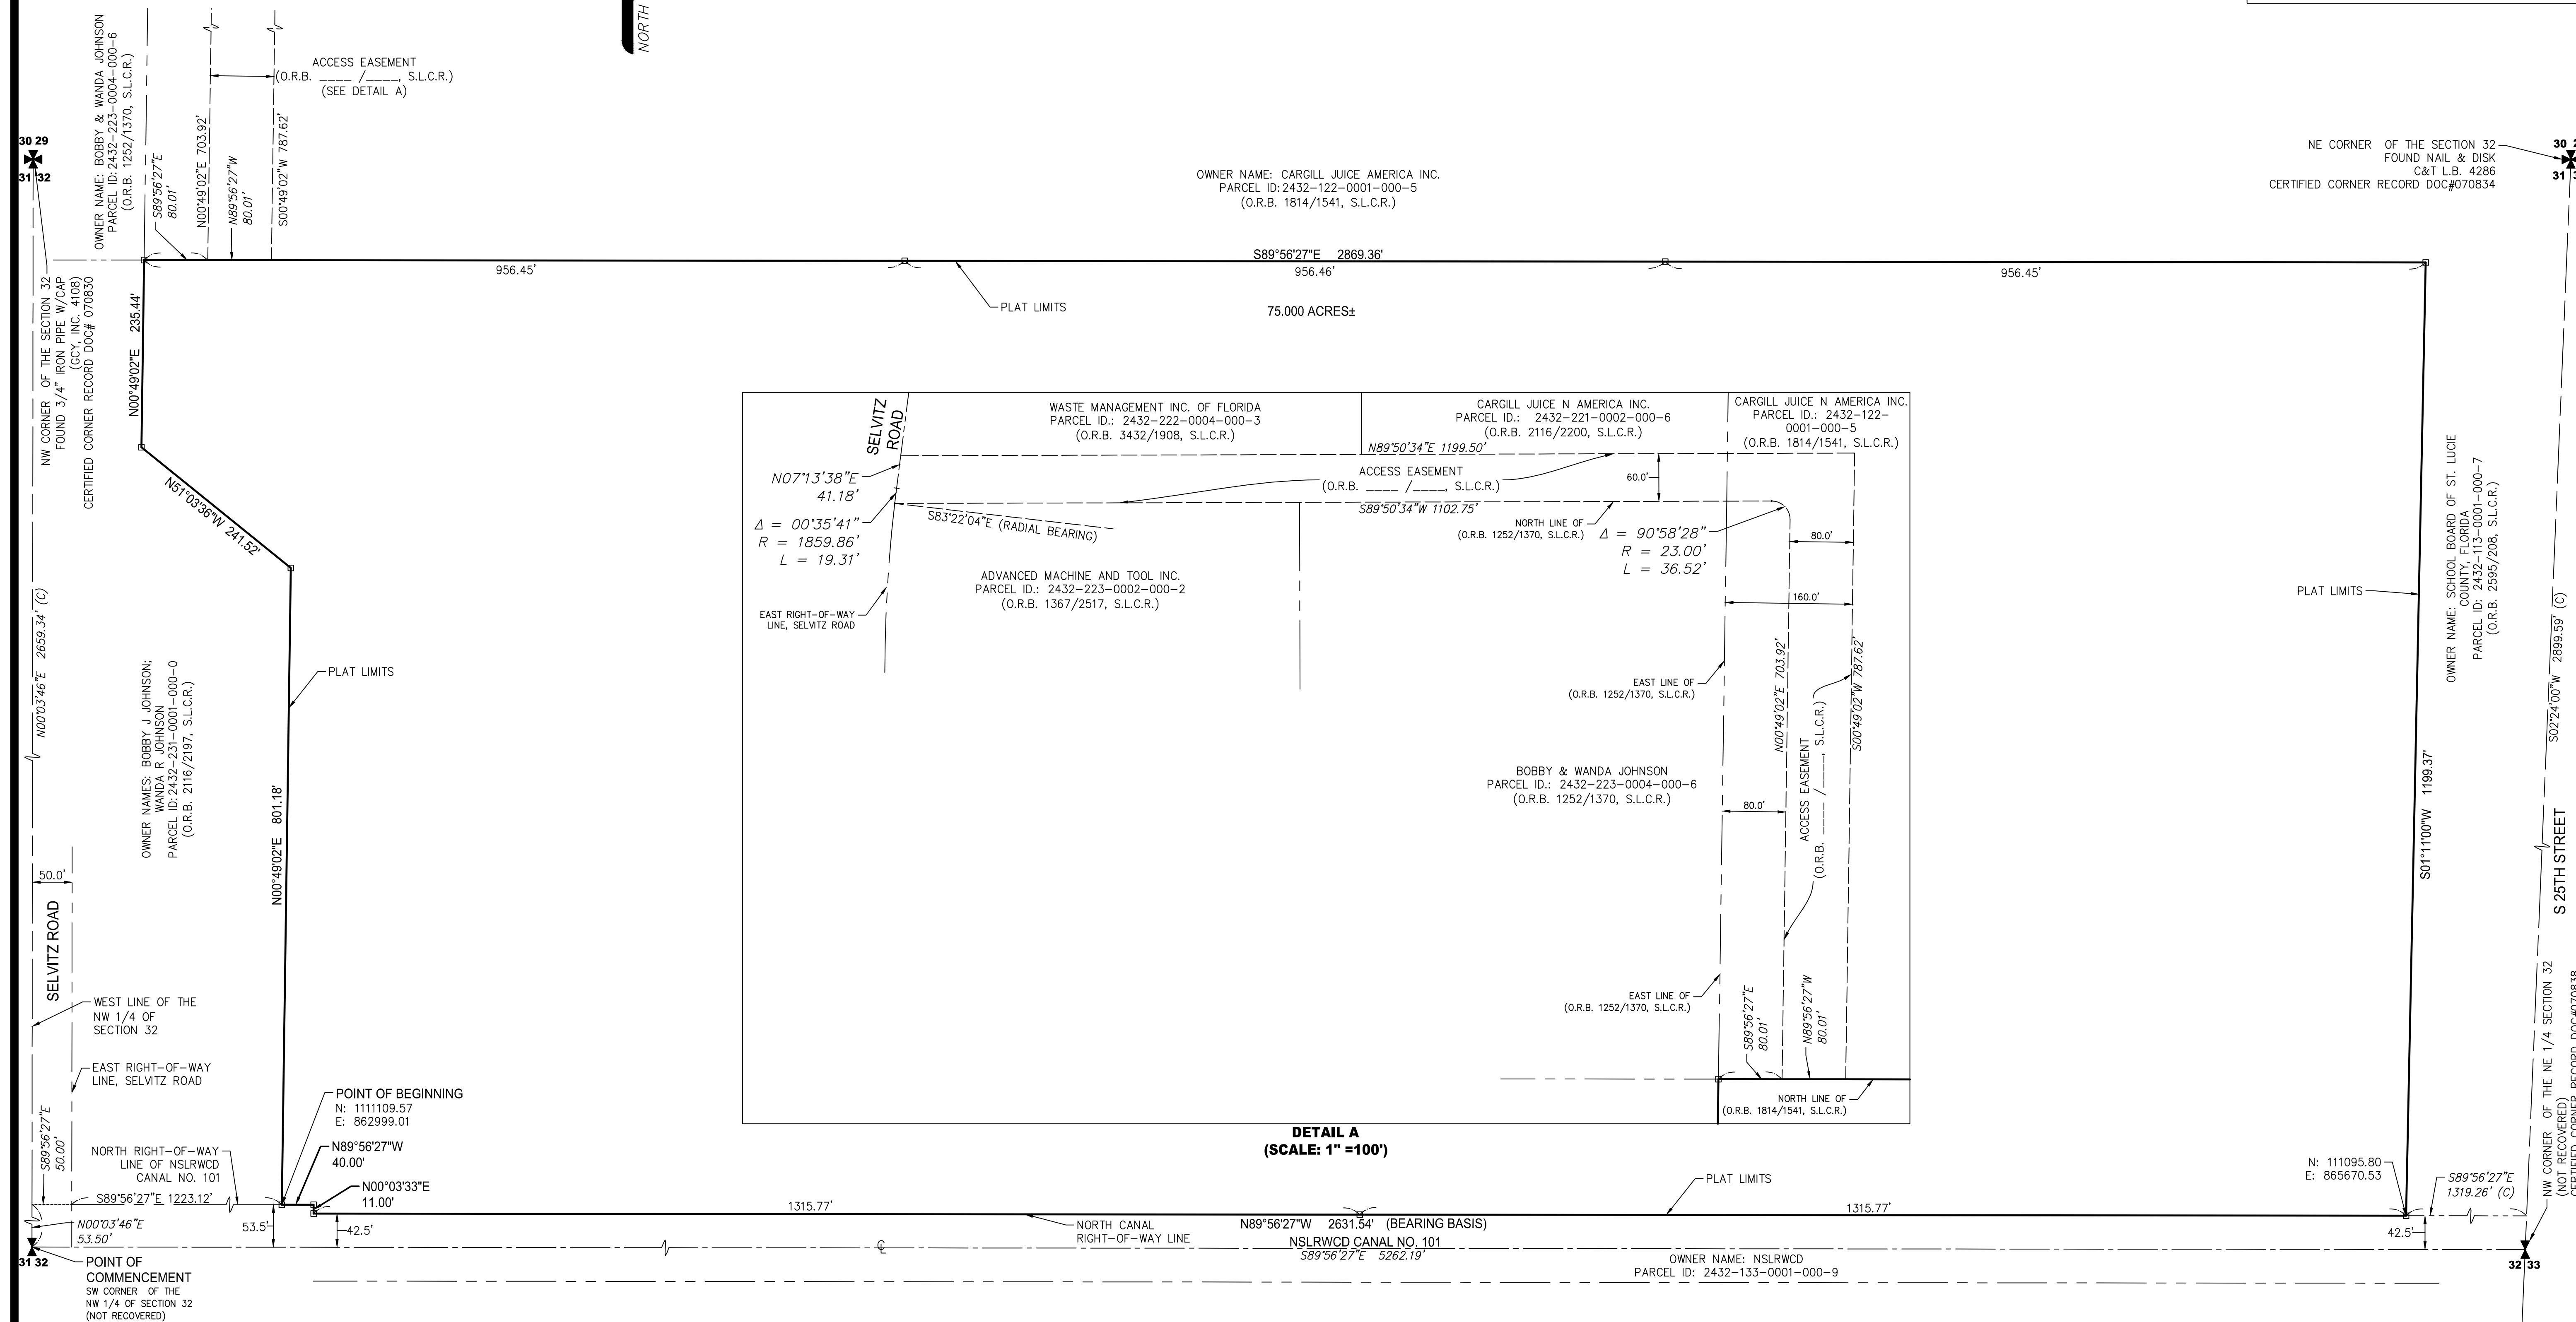 NORTH
OWNER NAME: BOBBY & WANDA JOHNSON
PARCEL ID: 2432-223-0004-000-6
(O.R.B. 1252/1370, S.L.C.R.)
ACCESS EASEMENT
(O.R.B. ____ /____, S.L.C.R.)
(SEE DETAIL A)
S89°56'27"E
80.01'
N00°49'02"E 703.92'
N89°56'27"W
80.01'
S00°49'02"W 787.62'
30 29
31 32
NW CORNER OF THE SECTION 32
FOUND 3/4" IRON PIPE W/CAP
(GCY, INC. 4108)
CERTIFIED CORNER RECORD DOC# 070830
OWNER NAME: CARGILL JUICE AMERICA INC.
PARCEL ID: 2432-122-0001-000-5
(O.R.B. 1814/1541, S.L.C.R.)
NE CORNER OF THE SECTION 32
FOUND NAIL & DISK
C&T L.B. 4286
CERTIFIED CORNER RECORD DOC#070834
30
31
S89°56'27"E 2869.36'
956.45'
956.46'
956.45'
PLAT LIMITS
75.000 ACRES±
N00°49'02"E 235.44'
N51°03'36"W 241.52'
N00°03'46"E 2659.34' (C)
OWNER NAMES: BOBBY J JOHNSON;
WANDA R JOHNSON
PARCEL ID: 2432-231-0001-000-0
(O.R.B. 2116/2197, S.L.C.R.)
PLAT LIMITS
N00°49'02"E 801.18'
50.0'
SELVITZ ROAD
WEST LINE OF THE
NW 1/4 OF
SECTION 32
EAST RIGHT-OF-WAY
LINE, SELVITZ ROAD
S89°56'27"E
50.00'
NORTH RIGHT-OF-WAY
LINE OF NSLRWCD
CANAL NO. 101
S89°56'27"E 1223.12'
N00°03'46"E
53.50'
31 32
POINT OF
COMMENCEMENT
SW CORNER OF THE
NW 1/4 OF SECTION 32
(NOT RECOVERED)
POINT OF BEGINNING
N: 1111109.57
E: 862999.01
N89°56'27"W
40.00'
N00°03'33"E
11.00'
53.5'
42.5'
SELVITZ
ROAD
WASTE MANAGEMENT INC. OF FLORIDA
PARCEL ID.: 2432-222-0004-000-3
(O.R.B. 3432/1908, S.L.C.R.)
CARGILL JUICE N AMERICA INC.
PARCEL ID.: 2432-221-0002-000-6
(O.R.B. 2116/2200, S.L.C.R.)
CARGILL JUICE N AMERICA INC.
PARCEL ID.: 2432-122-
0001-000-5
(O.R.B. 1814/1541, S.L.C.R.)
N89°50'34"E 1199.50'
N07°13'38"E
41.18'
ACCESS EASEMENT
(O.R.B. ____ /____, S.L.C.R.)
60.0'
S89°50'34"W 1102.75'
Δ = 00°35'41"
R = 1859.86'
L = 19.31'
S83°22'04"E (RADIAL BEARING)
NORTH LINE OF
(O.R.B. 1252/1370, S.L.C.R.)
Δ = 90°58'28"
R = 23.00'
L = 36.52'
80.0'
ADVANCED MACHINE AND TOOL INC.
PARCEL ID.: 2432-223-0002-000-2
(O.R.B. 1367/2517, S.L.C.R.)
EAST RIGHT-OF-WAY
LINE, SELVITZ ROAD
160.0'
EAST LINE OF
(O.R.B. 1252/1370, S.L.C.R.)
N00°49'02"E 703.92'
S00°49'02"W 787.62'
ACCESS EASEMENT
(O.R.B. ____ / ____, S.L.C.R.)
BOBBY & WANDA JOHNSON
PARCEL ID.: 2432-223-0004-000-6
(O.R.B. 1252/1370, S.L.C.R.)
80.0'
EAST LINE OF
(O.R.B. 1252/1370, S.L.C.R.)
S89°56'27"E
80.01'
N89°56'27"W
80.01'
NORTH LINE OF
(O.R.B. 1814/1541, S.L.C.R.)
DETAIL A
(SCALE: 1" =100')
PLAT LIMITS
OWNER NAME: SCHOOL BOARD OF ST. LUCIE
COUNTY, FLORIDA
PARCEL ID: 2432-113-0001-000-7
(O.R.B. 2595/208, S.L.C.R.)
S02°24'00"W 2899.59' (C)
S01°11'00"W 1199.37'
S 25TH STREET
NW CORNER OF THE NE 1/4 SECTION 32
(NOT RECOVERED)
CERTIFIED CORNER RECORD DOC#070838
N: 111095.80
E: 865670.53
S89°56'27"E
1319.26' (C)
42.5'
32 33
PLAT LIMITS
1315.77'
1315.77'
NORTH CANAL
RIGHT-OF-WAY LINE
N89°56'27"W 2631.54' (BEARING BASIS)
NSLRWCD CANAL NO. 101
S89°56'27"E 5262.19'
OWNER NAME: NSLRWCD
PARCEL ID: 2432-133-0001-000-9